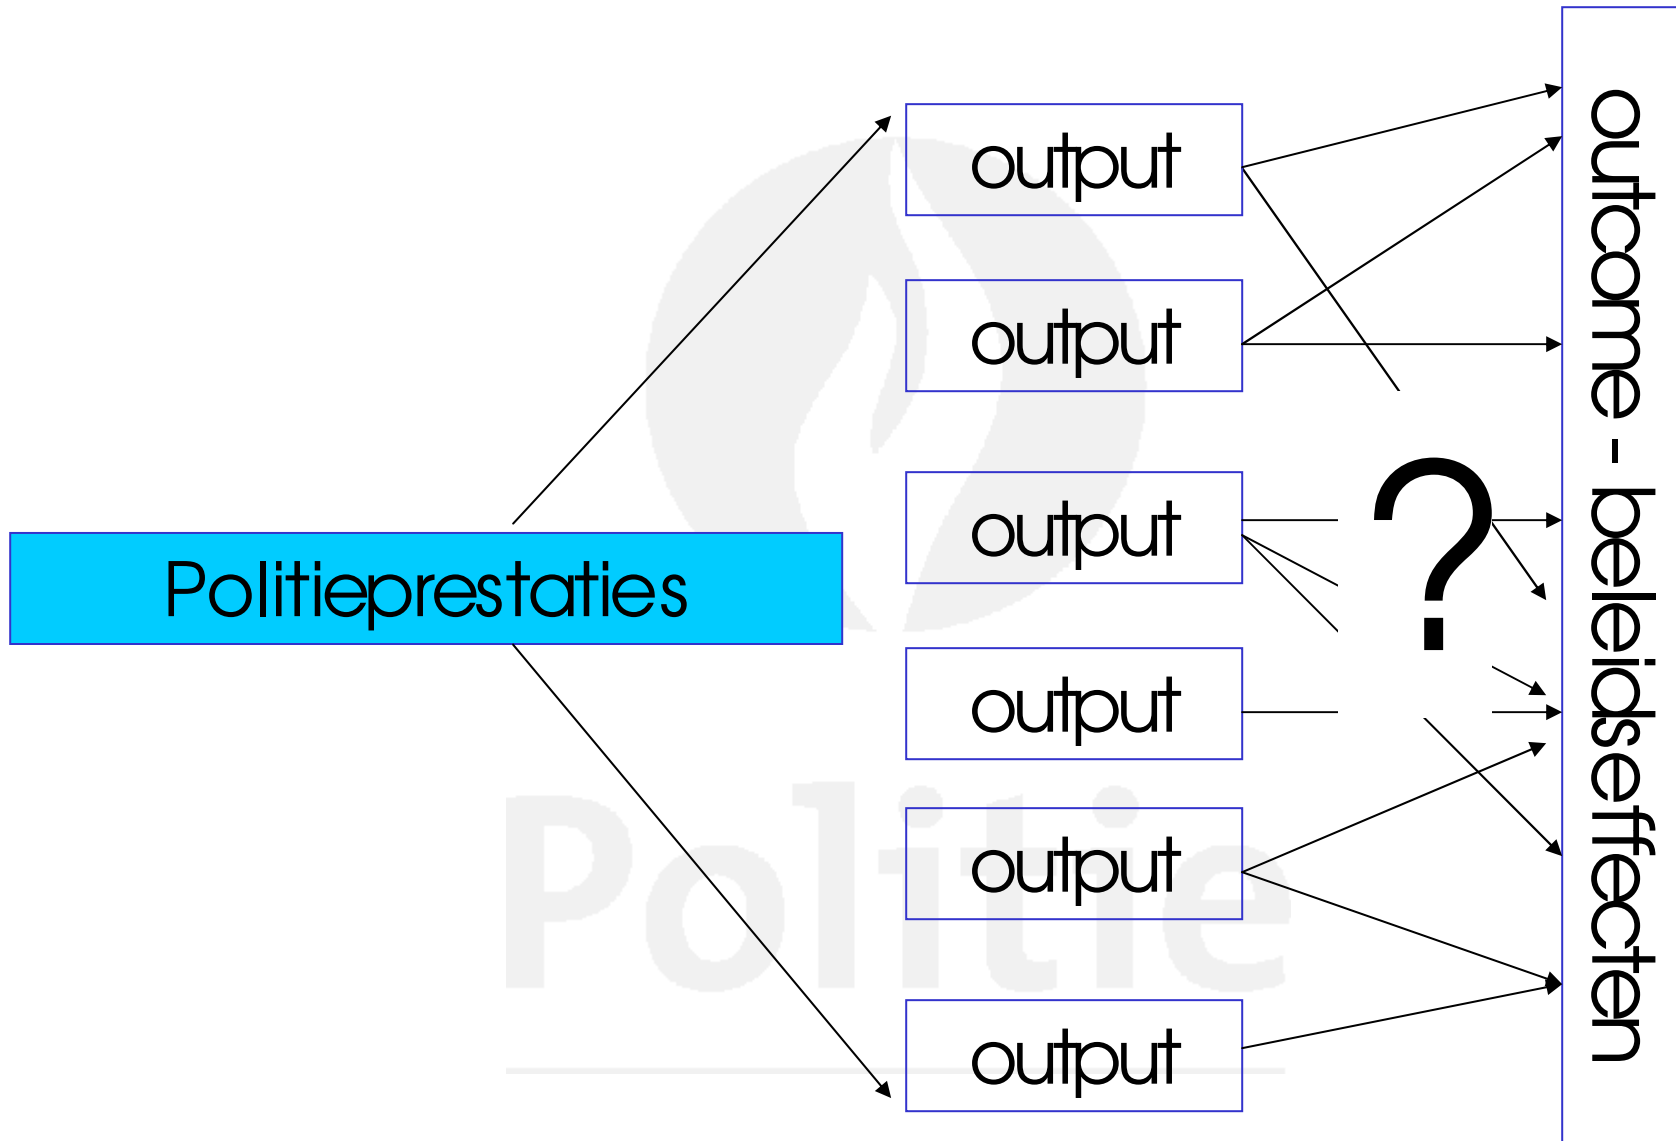 Politieprestaties
output
output
output
output
output
output
?
outcome - beleidseffecten
Politie